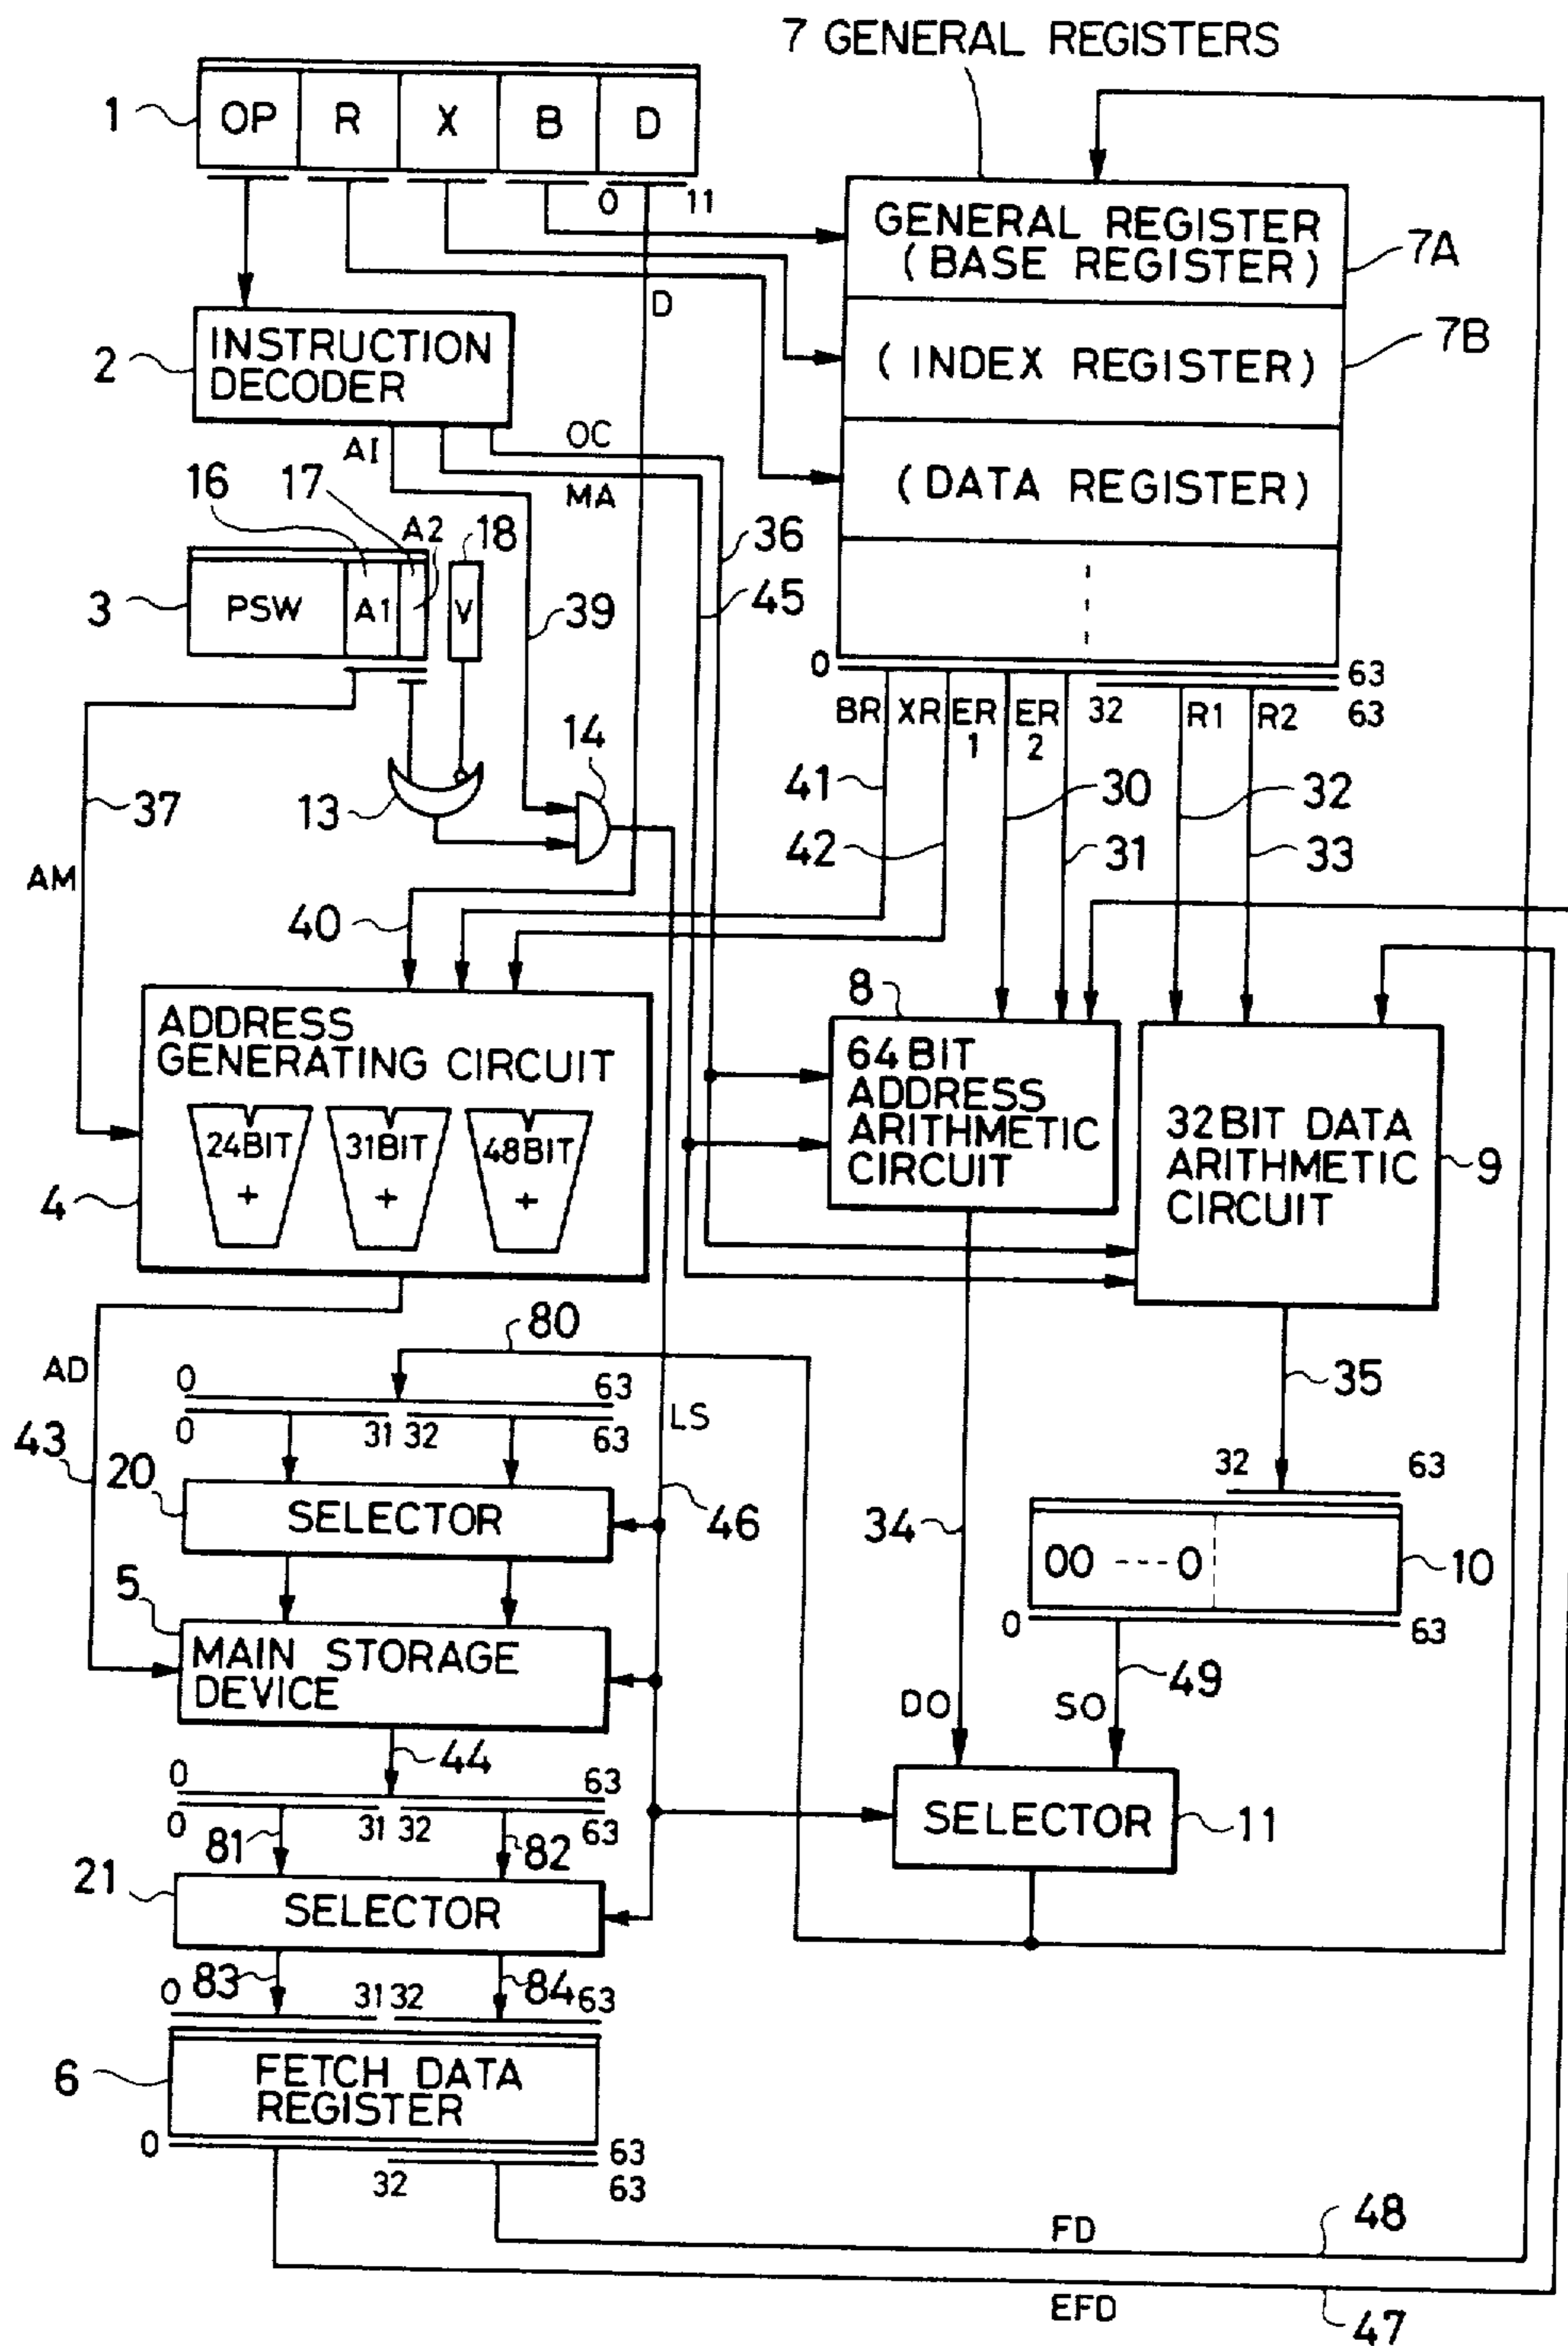 7 GENERAL REGISTERS
1
OP R X B D
0 11
GENERAL REGISTER
(BASE REGISTER)
7A
D
2
INSTRUCTION
DECODER
(INDEX REGISTER)
7B
AI
OC
MA
(DATA REGISTER)
16 17
A2
18
36
3
PSW
A1
V
39
45
0
63
BR XR ER
1
ER
2
32
R1 R2
63
14
41
30
32
37
13
42
31
33
AM
40
8
ADDRESS
GENERATING CIRCUIT
64BIT
ADDRESS
ARITHMETIC
CIRCUIT
24BIT
+
31BIT
+
48BIT
+
32BIT DATA
ARITHMETIC
CIRCUIT
9
4
80
AD
0
63
0
31 32
63
LS
35
43
20
SELECTOR
46
34
32
63
00 ---0
10
5
0
63
MAIN STORAGE
DEVICE
49
DO
SO
44
0
63
0
31 32
63
81
82
SELECTOR
11
21
SELECTOR
83
84
0
31 32
63
6
FETCH DATA
REGISTER
0
63
32
63
FD
48
EFD
47